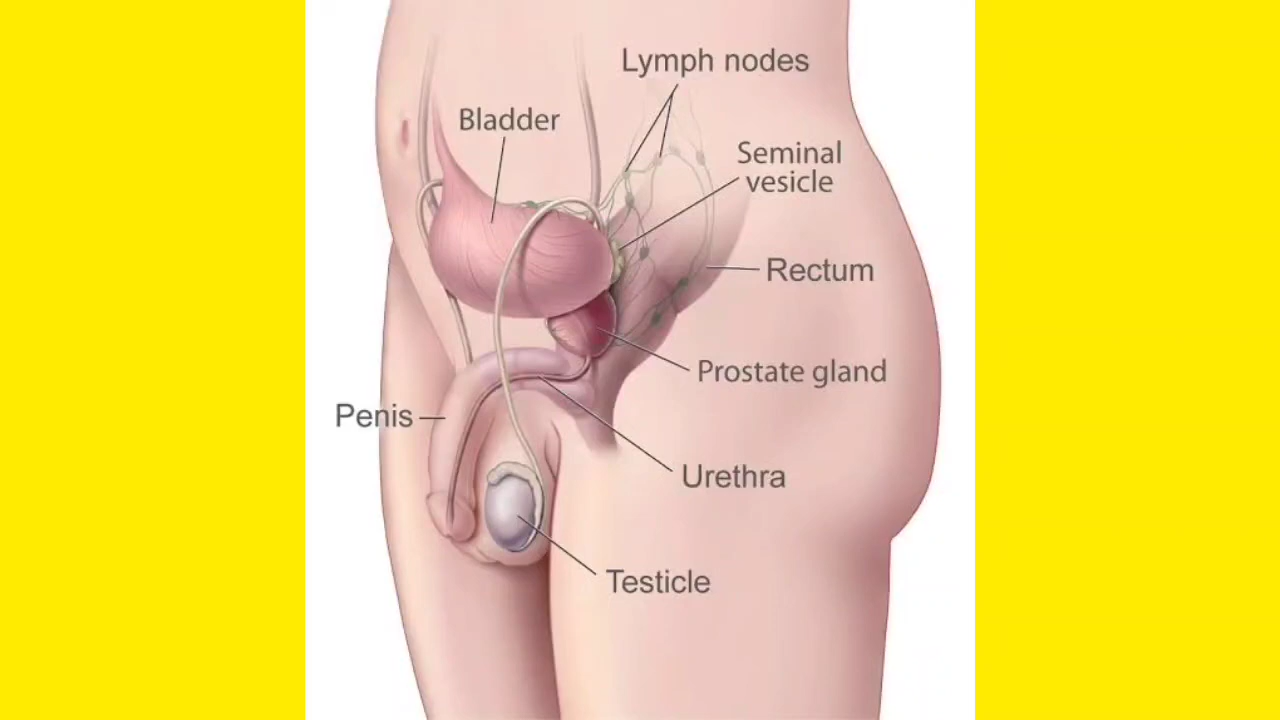 Lymph nodes
Bladder
Seminal
vesicle
Rectum
Prostate gland
Penis
Urethra
Testicle